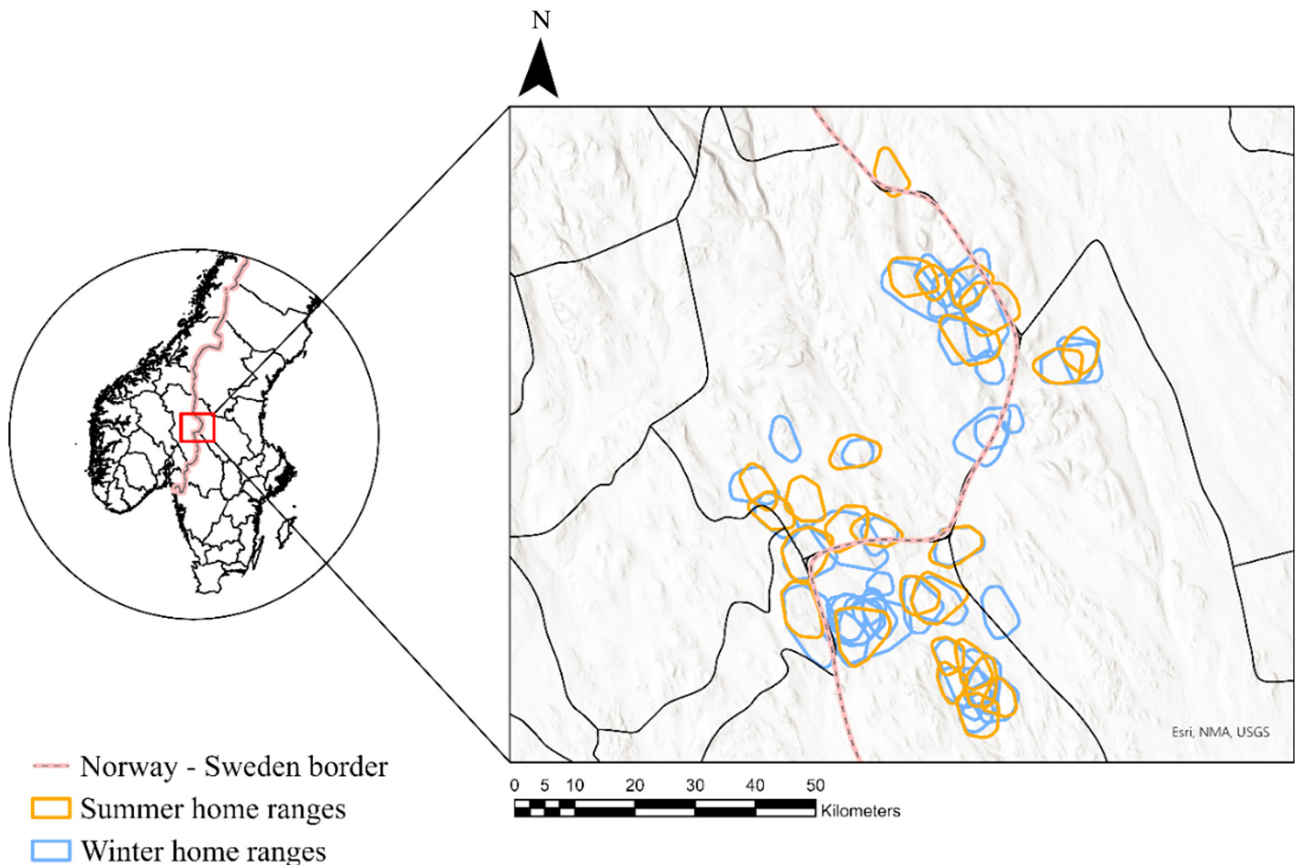 N
Esri, NMA, USGS
Norway - Sweden border
Summer home ranges
Winter home ranges
0 5 10 20 30 40 50
Kilometers